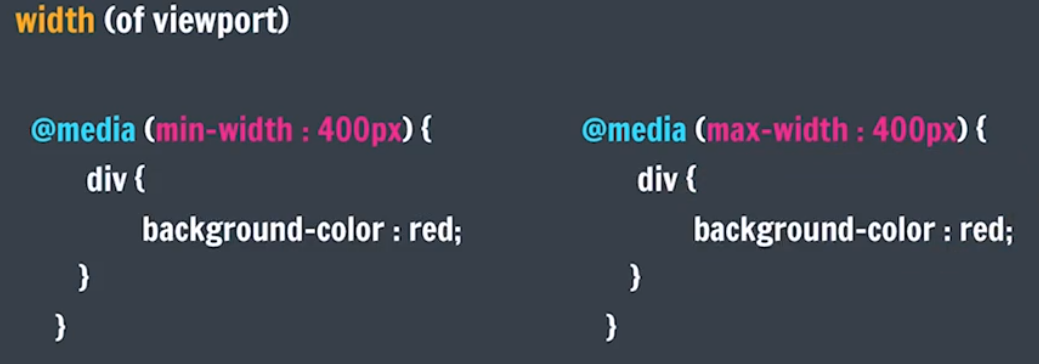 width (of viewport)
@media (min-width : 400px) {
div {
background-color : red;
}
}
@media (max-width : 400px) {
div {
background-color : red;
}
}